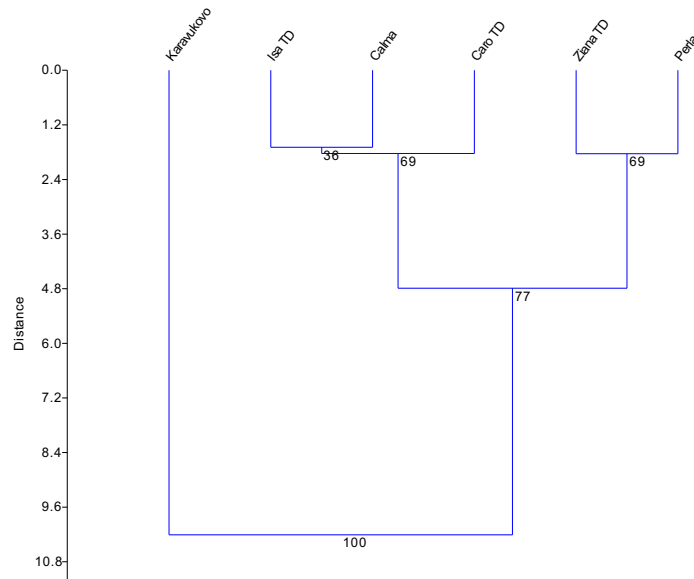 Karavukovo
Isa TD
Calma
Caro TD
Ziana TD
Perla
0.0
1.2
2.4
3.6
4.8
6.0
7.2
8.4
9.6
10.8
Distance
36
69
69
77
100